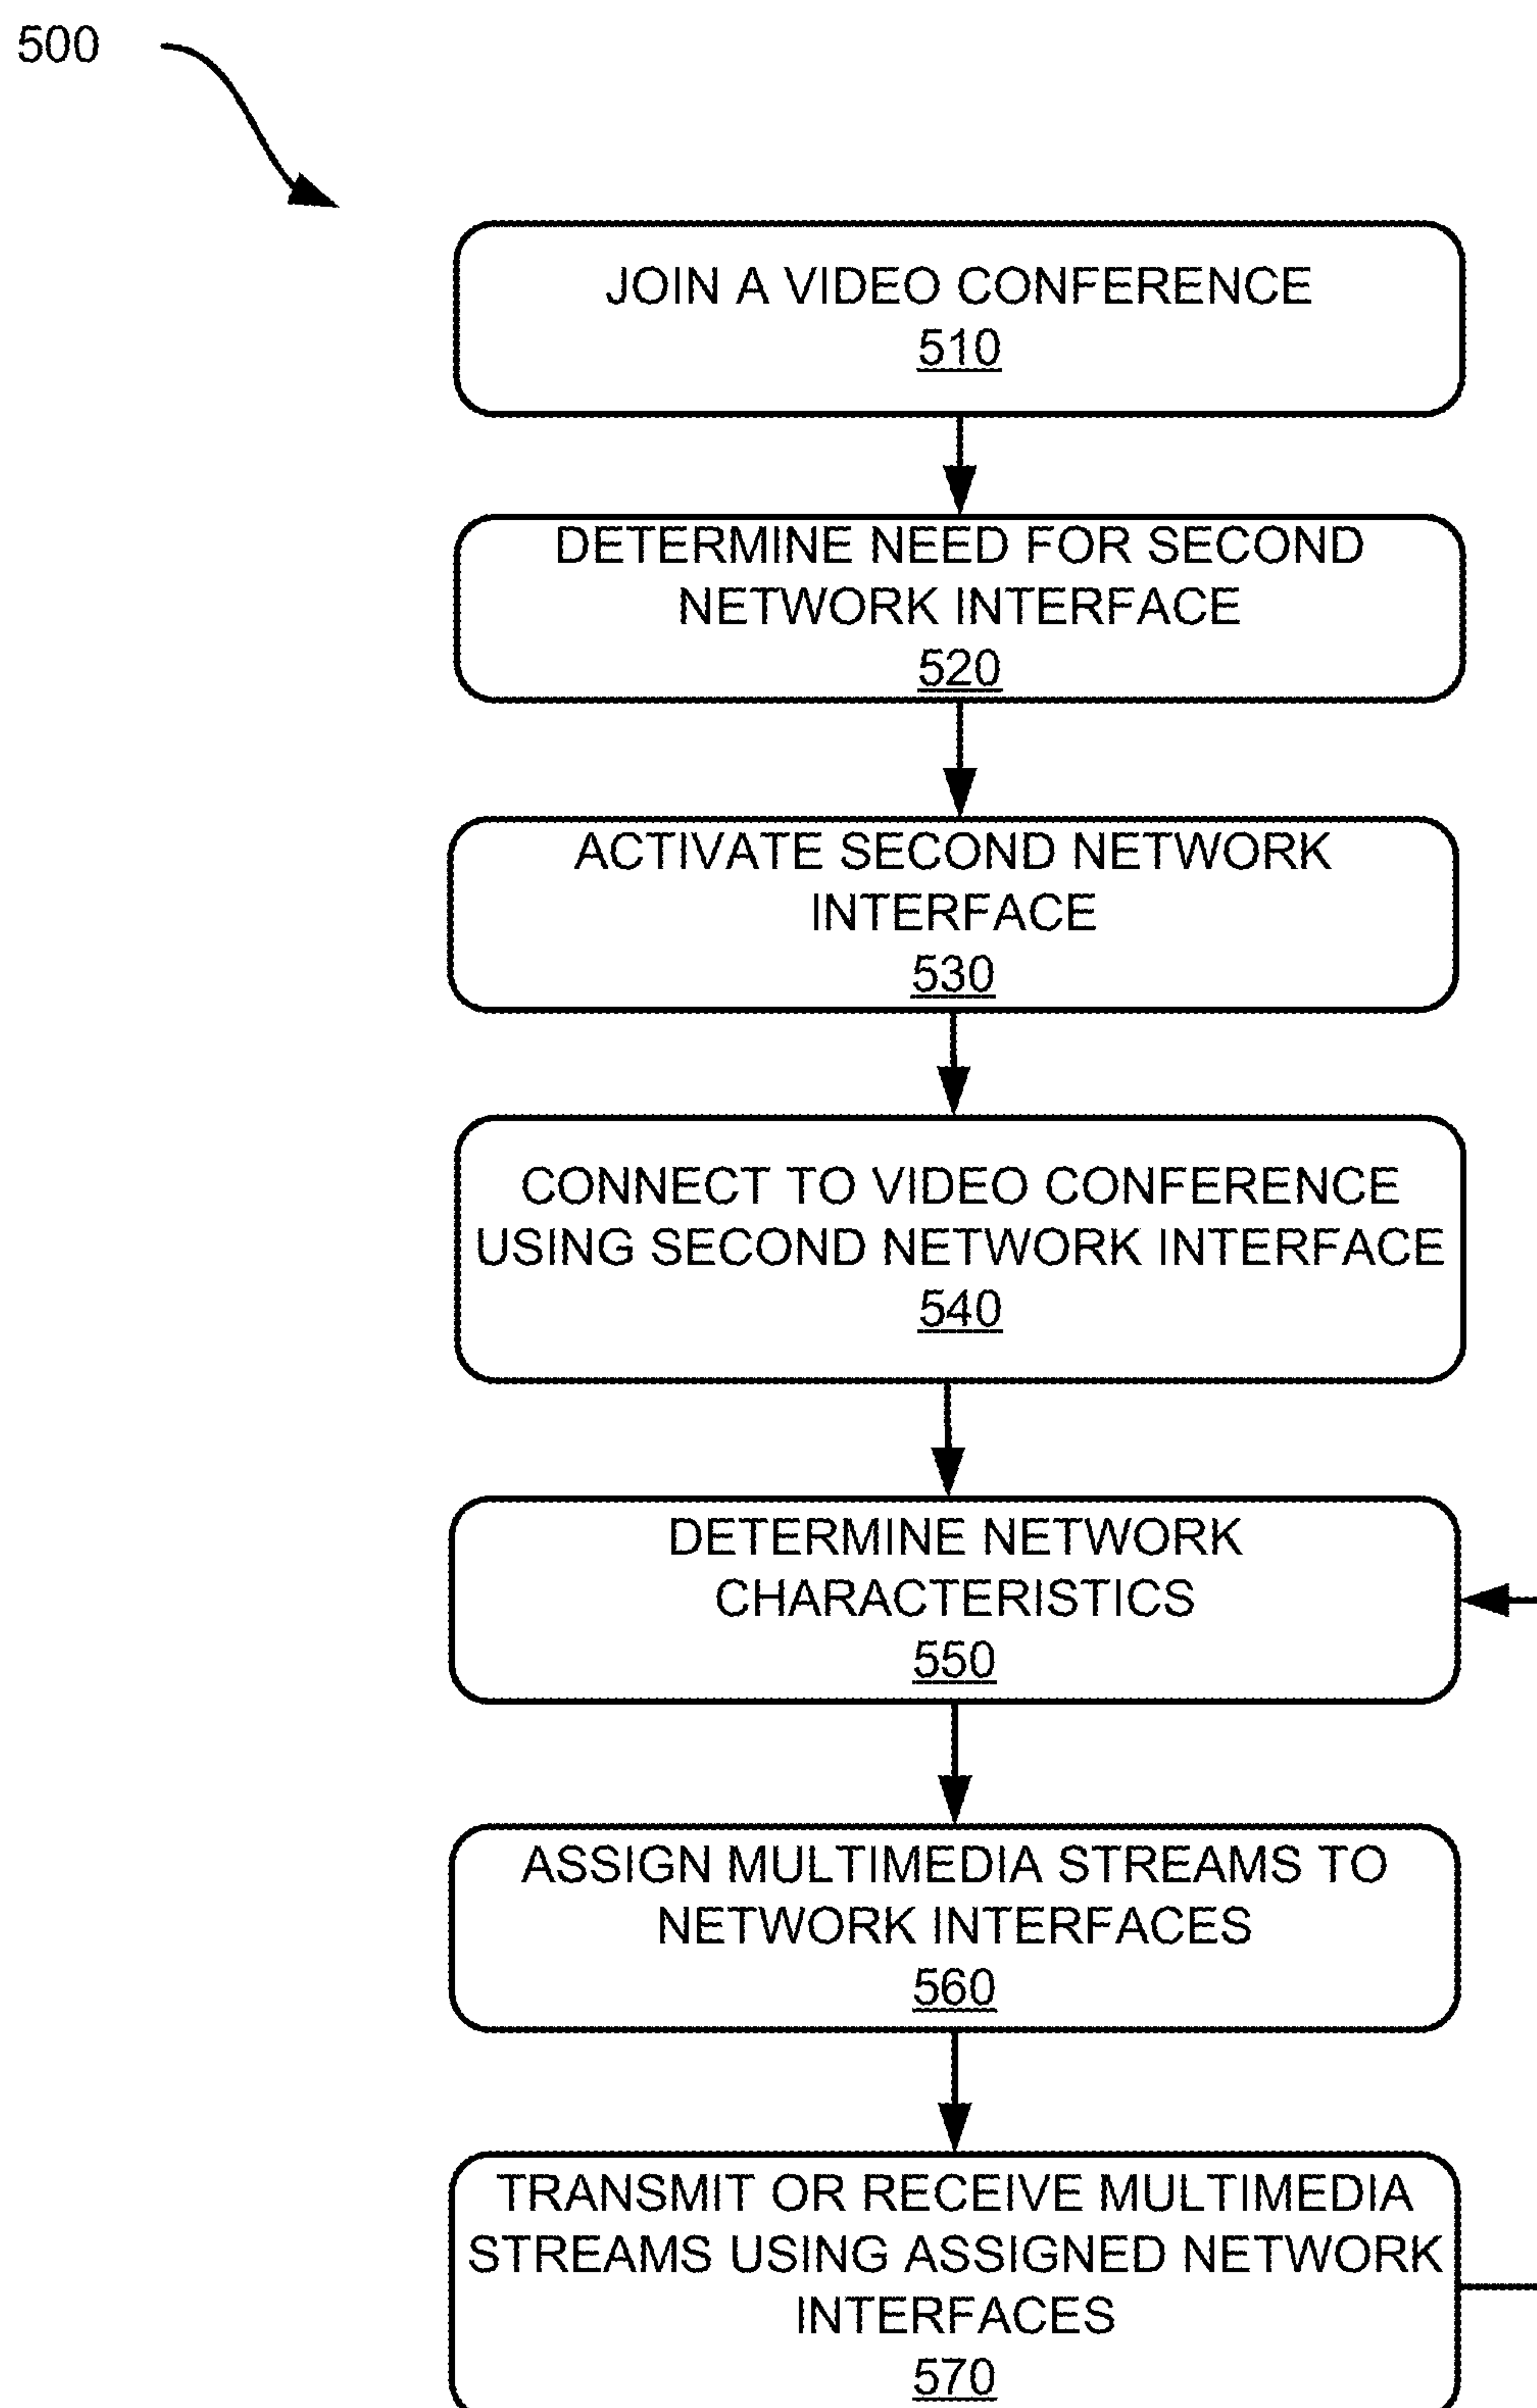 500
JOIN A VIDEO CONFERENCE
510
DETERMINE NEED FOR SECOND
NETWORK INTERFACE
520
ACTIVATE SECOND NETWORK
INTERFACE
530
CONNECT TO VIDEO CONFERENCE
USING SECOND NETWORK INTERFACE
540
DETERMINE NETWORK
CHARACTERISTICS
550
ASSIGN MULTIMEDIA STREAMS TO
NETWORK INTERFACES
560
TRANSMIT OR RECEIVE MULTIMEDIA
STREAMS USING ASSIGNED NETWORK
INTERFACES
570